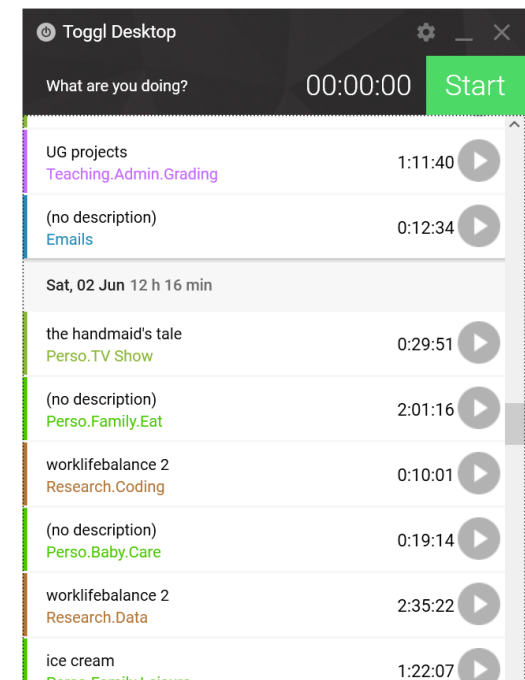 Toggl Desktop
What are you doing?
00:00:00
Start
UG projects
Teaching.Admin.Grading
1:11:40
(no description)
Emails
0:12:34
Sat, 02 Jun 12 h 16 min
the handmaid's tale
Perso.TV Show
0:29:51
(no description)
Perso.Family.Eat
2:01:16
worklifebalance 2
Research.Coding
0:10:01
(no description)
Perso.Baby.Care
0:19:14
worklifebalance 2
Research.Data
2:35:22
ice cream
Perso.Family.Leisure
1:22:07